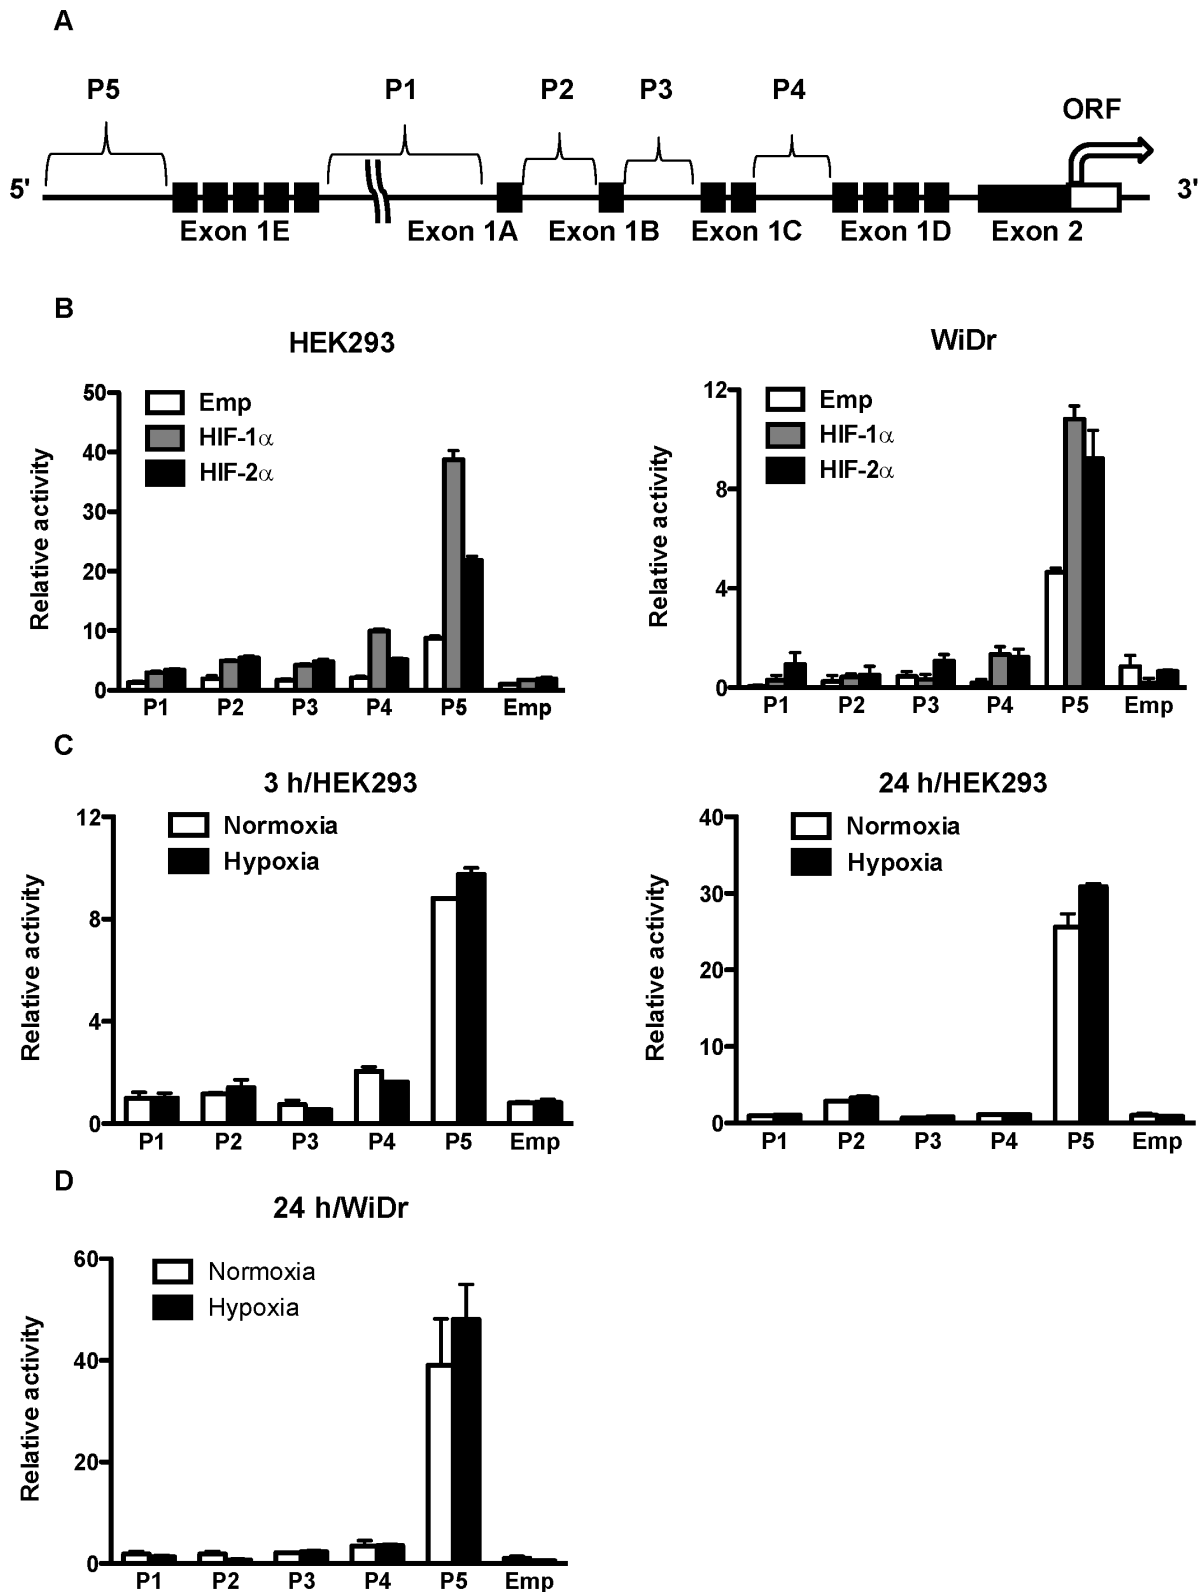 A
P5 P1 P2 P3 P4
ORF
5' 3'
Exon 1E Exon 1A Exon 1B Exon 1C Exon 1D Exon 2
B
HEK293
Relative activity
50
40
30
20
10
0
Emp
HIF-1α
HIF-2α
P1 P2 P3 P4 P5 Emp
WiDr
Relative activity
12
8
4
0
Emp
HIF-1α
HIF-2α
P1 P2 P3 P4 P5 Emp
C
3 h/HEK293
Relative activity
12
8
4
0
Normoxia
Hypoxia
P1 P2 P3 P4 P5 Emp
24 h/HEK293
Relative activity
40
30
20
10
0
Normoxia
Hypoxia
P1 P2 P3 P4 P5 Emp
D
24 h/WiDr
Relative activity
60
40
20
0
Normoxia
Hypoxia
P1 P2 P3 P4 P5 Emp